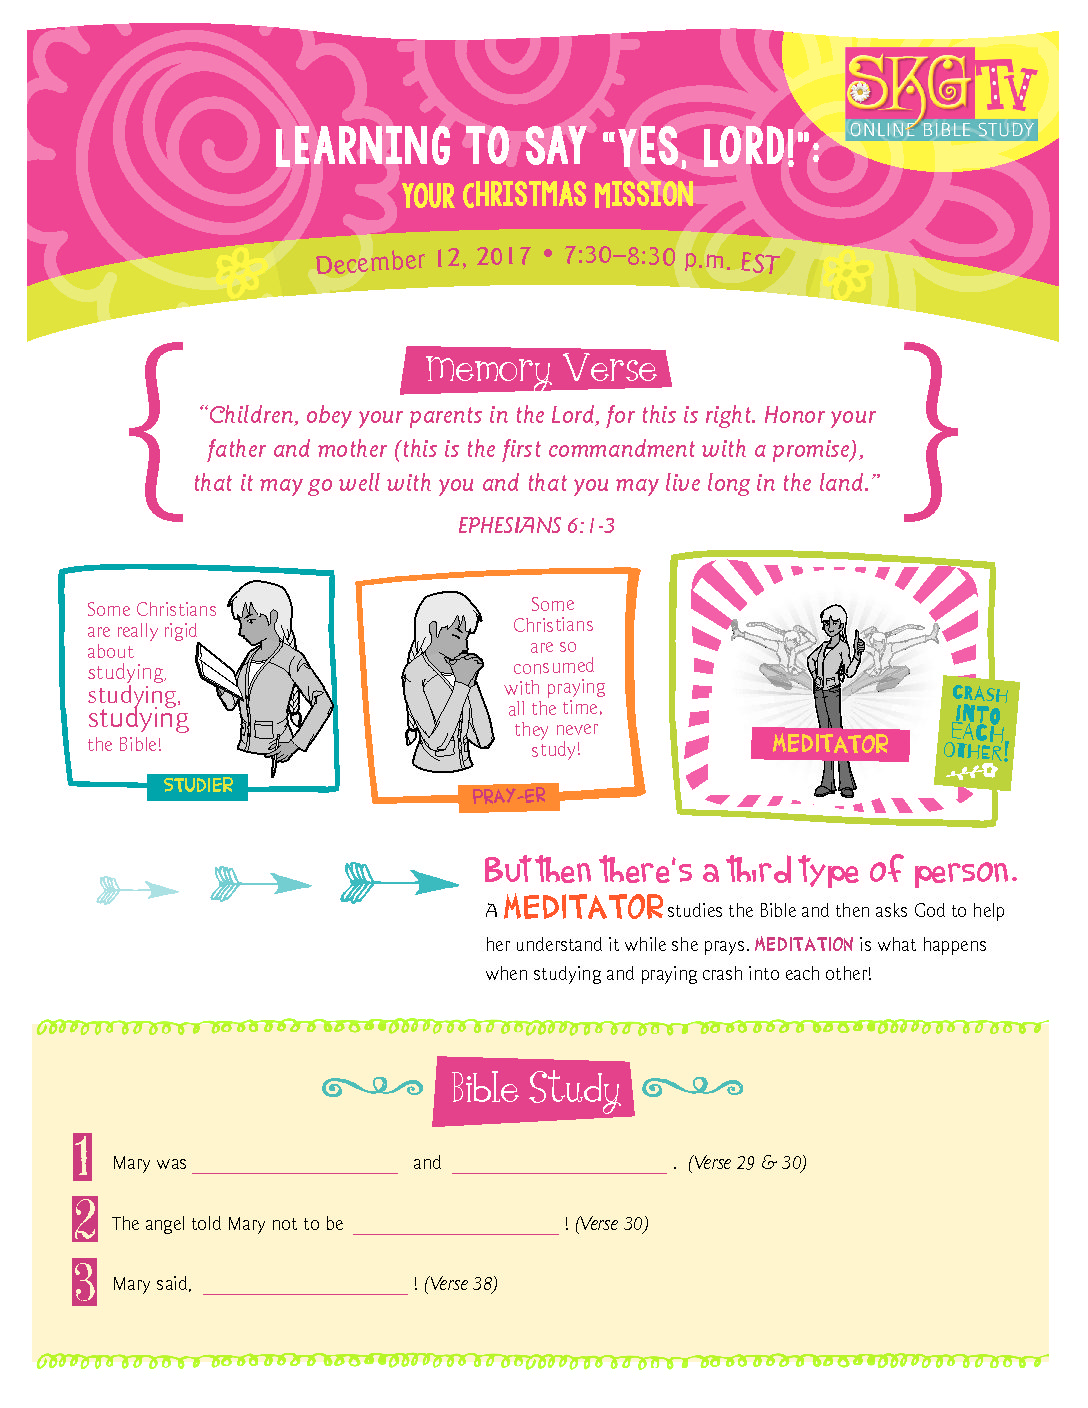 SKG TV
ONLINE BIBLE STUDY
LEARNING TO SAY “YES, LORD!”:
YOUR CHRISTMAS MISSION
December 12, 2017 • 7:30–8:30 p.m. EST
Memory Verse
“Children, obey your parents in the Lord, for this is right. Honor your
father and mother (this is the first commandment with a promise),
that it may go well with you and that you may live long in the land.”
EPHESIANS 6:1-3
Some Christians
are really rigid
about
studying,
studying,
studying
the Bible!
STUDIER
Some
Christians
are so
consumed
with praying
all the time,
they never
study!
PRAY-ER
MEDITATOR
CRASH
INTO
EACH
OTHER!
But then there's a third type of person.
A MEDITATOR studies the Bible and then asks God to help
her understand it while she prays. MEDITATION is what happens
when studying and praying crash into each other!
Bible Study
1 Mary was ____________________ and ____________________ . (Verse 29 & 30)
2 The angel told Mary not to be ____________________ ! (Verse 30)
3 Mary said, ____________________ ! (Verse 38)